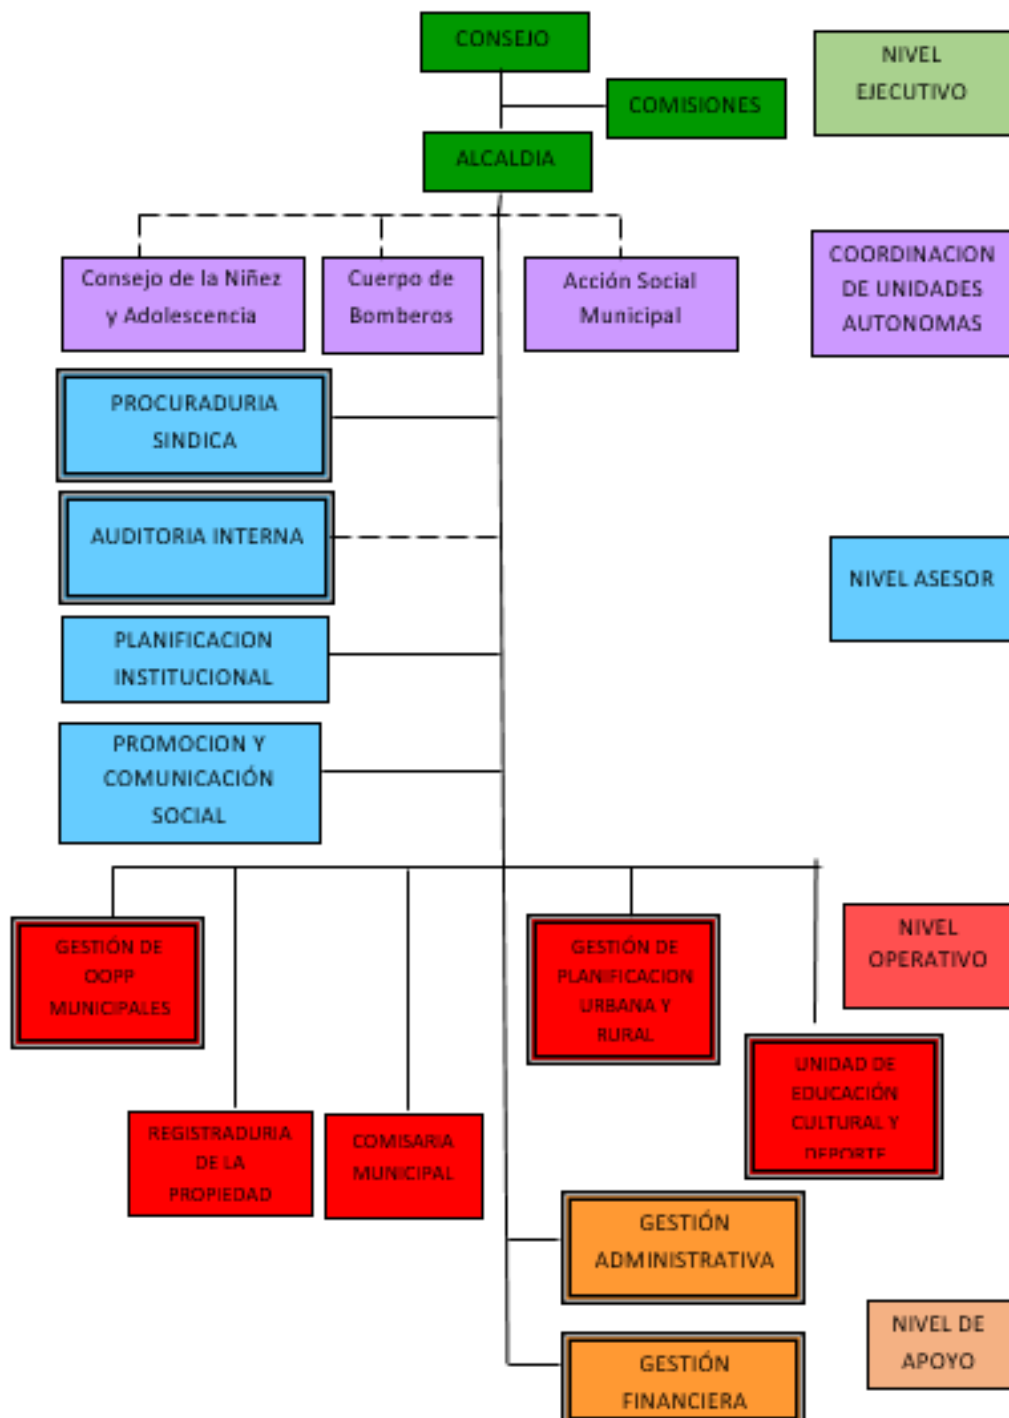 CONSEJO
NIVEL
EJECUTIVO
COMISIONES
ALCALDIA
Consejo de la Niñez
y Adolescencia
Cuerpo de
Bomberos
Acción Social
Municipal
COORDINACION
DE UNIDADES
AUTONOMAS
PROCURADURIA
SINDICA
AUDITORIA INTERNA
NIVEL ASESOR
PLANIFICACION
INSTITUCIONAL
PROMOCION Y
COMUNICACIÓN
SOCIAL
GESTIÓN DE
OOPP
MUNICIPALES
GESTIÓN DE
PLANIFICACION
URBANA Y
RURAL
NIVEL
OPERATIVO
UNIDAD DE
EDUCACIÓN
CULTURAL Y
DEPORTE
REGISTRADURIA
DE LA
PROPIEDAD
COMISARIA
MUNICIPAL
GESTIÓN
ADMINISTRATIVA
NIVEL DE
APOYO
GESTIÓN
FINANCIERA